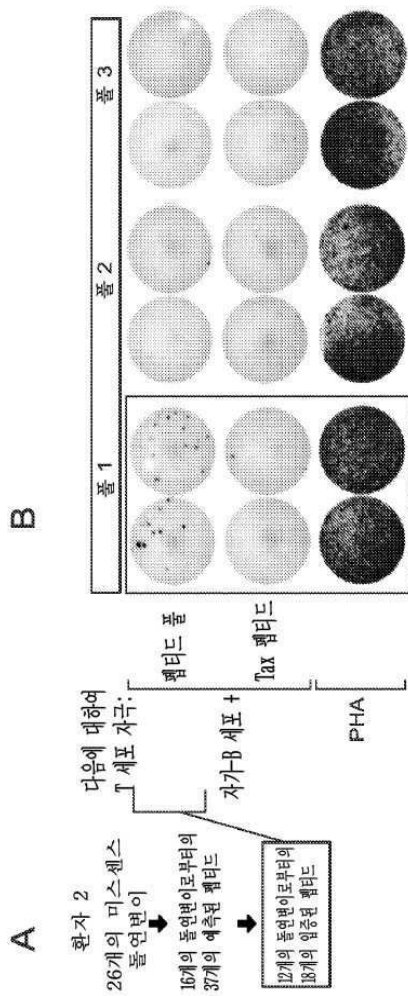 A
환자 2
26개의 미스센스
돌연변이
16개의 돌연변이로부터의
37개의 예측된 펩티드
12개의 돌연변이로부터의
18개의 입증된 펩티드
B
다음에 대하여
T 세포 자극:
자가-B 세포 +
펩티드 풀
Tax 펩티드
PHA
풀 1
풀 2
풀 3